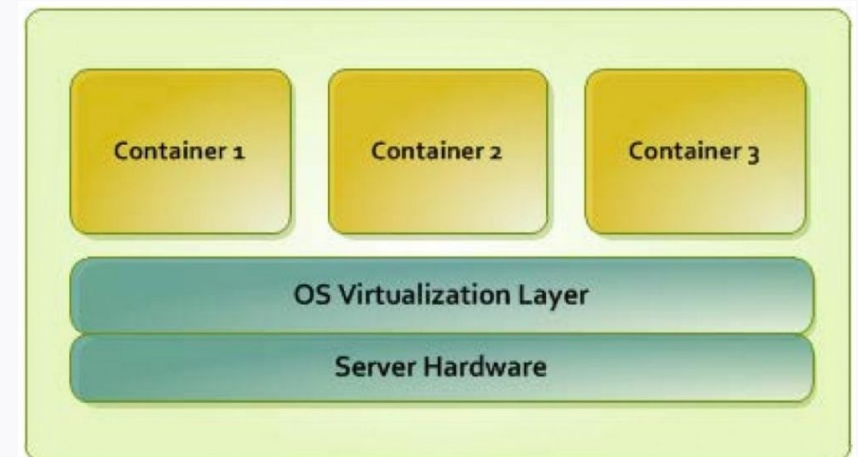 Container 1
Container 2
Container 3
OS Virtualization Layer
Server Hardware